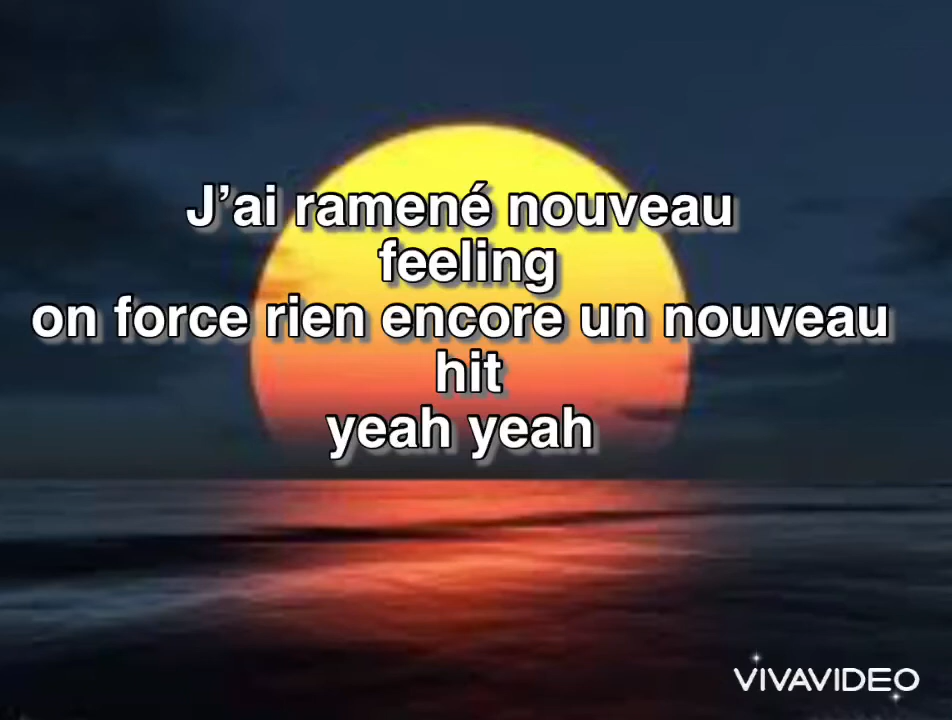 J’ai ramené nouveau
feeling
on force rien encore un nouveau
hit
yeah yeah
VIVAVIDEO